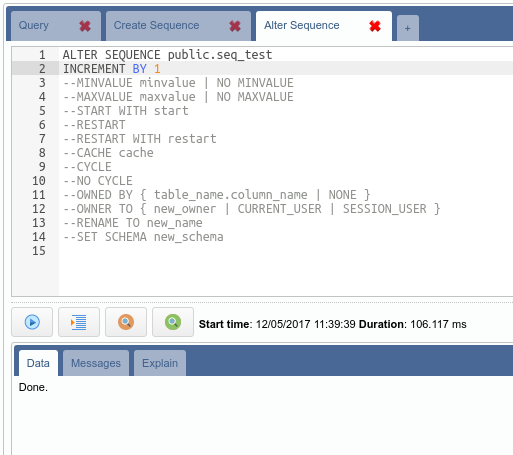 Query Create Sequence Alter Sequence +
1 ALTER SEQUENCE public.seq_test
2 INCREMENT BY 1
3 --MINVALUE minvalue | NO MINVALUE
4 --MAXVALUE maxvalue | NO MAXVALUE
5 --START WITH start
6 --RESTART
7 --RESTART WITH restart
8 --CACHE cache
9 --CYCLE
10 --NO CYCLE
11 --OWNED BY { table_name.column_name | NONE }
12 --OWNER TO { new_owner | CURRENT_USER | SESSION_USER }
13 --RENAME TO new_name
14 --SET SCHEMA new_schema
15
Start time: 12/05/2017 11:39:39 Duration: 106.117 ms
Data Messages Explain
Done.